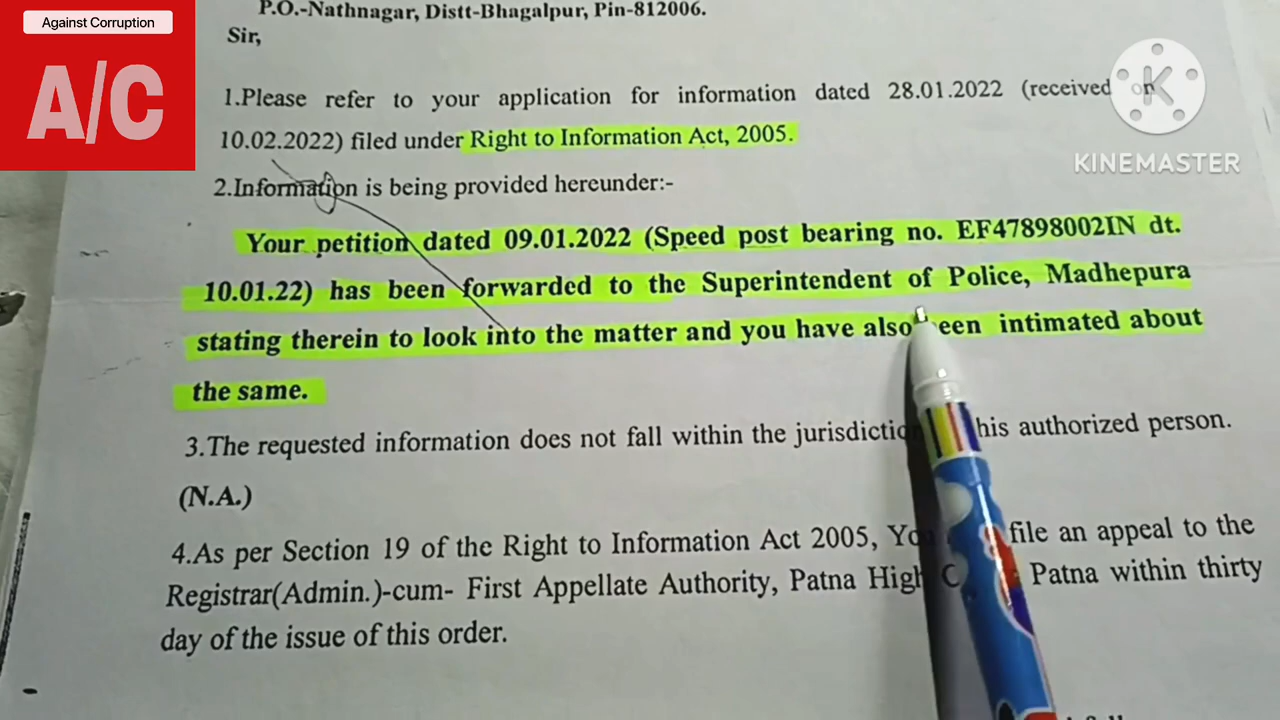 Against Corruption
A/C
P.O.-Nathnagar, Distt-Bhagalpur, Pin-812006.
Sir,
1.Please refer to your application for information dated 28.01.2022 (received on
10.02.2022) filed under Right to Information Act, 2005.
K
KINEMASTER
2.Information is being provided hereunder:-
Your petition dated 09.01.2022 (Speed post bearing no. EF47898002IN dt.
10.01.22) has been forwarded to the Superintendent of Police, Madhepura
stating therein to look into the matter and you have also een intimated about
the same.
3.The requested information does not fall within the jurisdictio his authorized person.
(N.A.)
4.As per Section 19 of the Right to Information Act 2005, Yo file an appeal to the
Registrar(Admin.)-cum- First Appellate Authority, Patna High C Patna within thirty
day of the issue of this order.